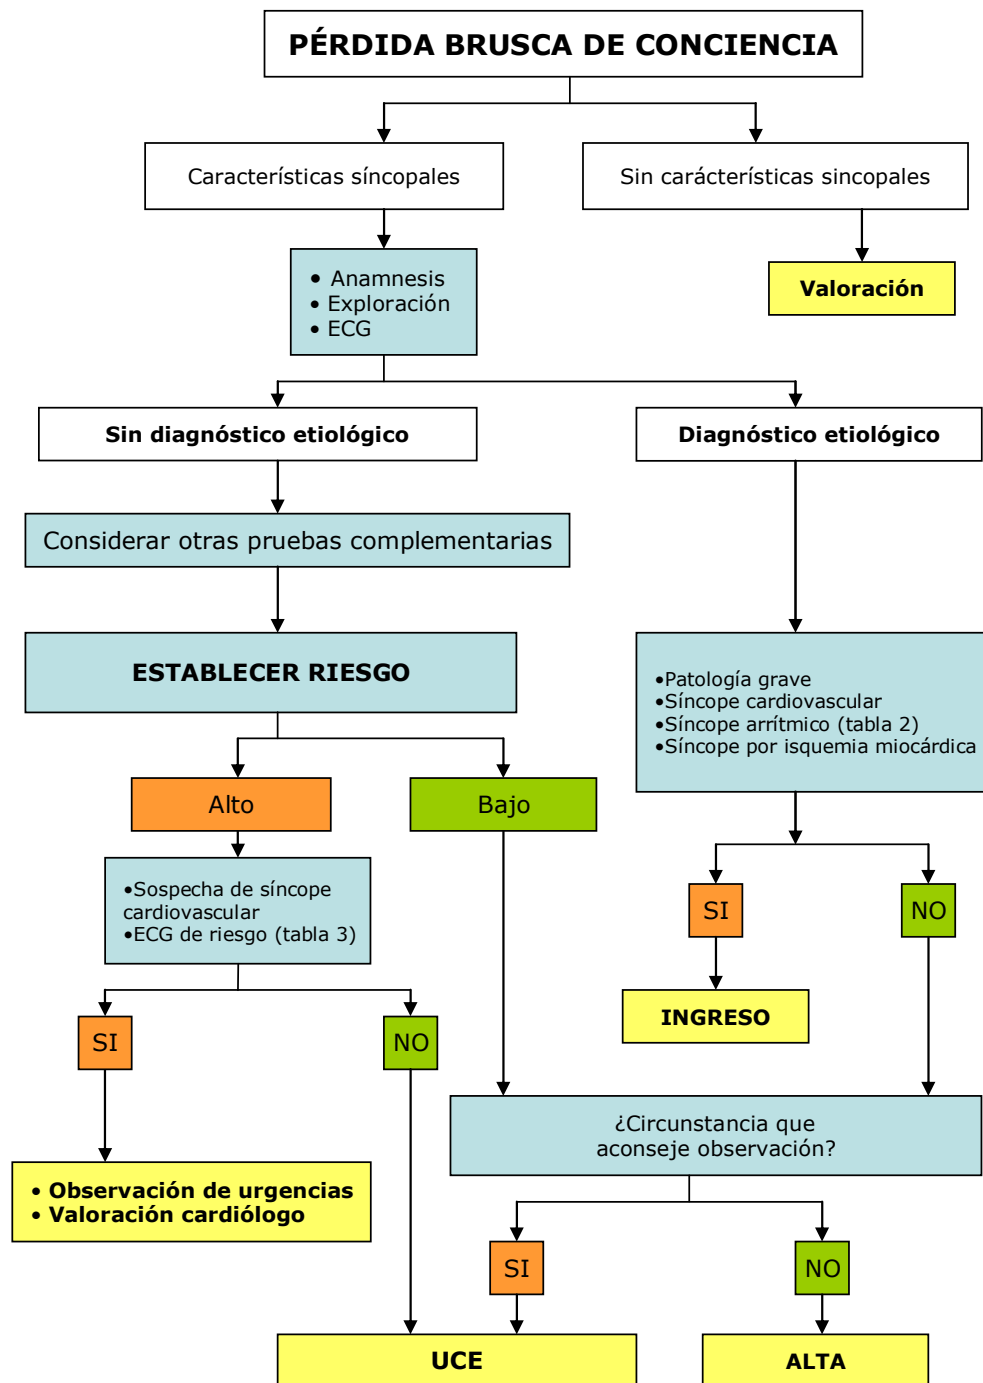 PÉRDIDA BRUSCA DE CONCIENCIA
Características síncopales
Sin carácterísticas sincopales
• Anamnesis
• Exploración
• ECG
Valoración
Sin diagnóstico etiológico
Diagnóstico etiológico
Considerar otras pruebas complementarias
ESTABLECER RIESGO
•Patología grave
•Síncope cardiovascular
•Síncope arrítmico (tabla 2)
•Síncope por isquemia miocárdica
Alto
Bajo
•Sospecha de síncope
cardiovascular
•ECG de riesgo (tabla 3)
SI
NO
INGRESO
SI
NO
¿Circunstancia que
aconseje observación?
• Observación de urgencias
• Valoración cardiólogo
SI
NO
UCE
ALTA